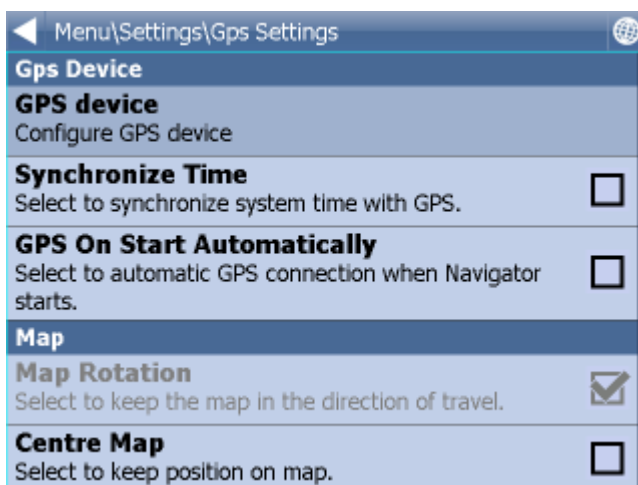 Menu\Settings\Gps Settings
Gps Device
GPS device
Configure GPS device
Synchronize Time
Select to synchronize system time with GPS.
GPS On Start Automatically
Select to automatic GPS connection when Navigator
starts.
Map
Map Rotation
Select to keep the map in the direction of travel.
Centre Map
Select to keep position on map.